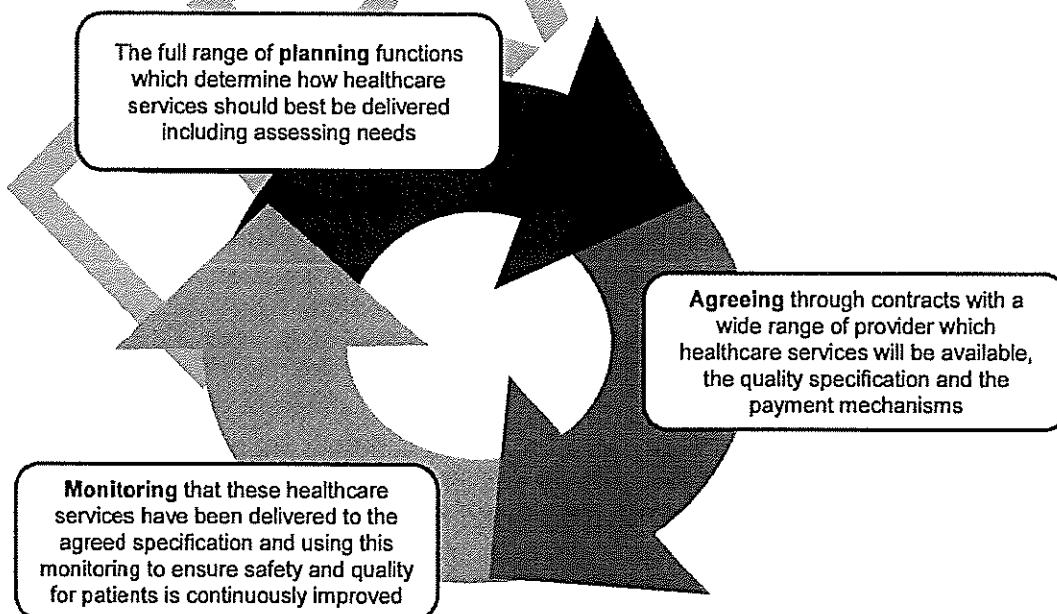 The full range of planning functions
which determine how healthcare
services should best be delivered
including assessing needs
Agreeing through contracts with a
wide range of provider which
healthcare services will be available,
the quality specification and the
payment mechanisms
Monitoring that these healthcare
services have been delivered to the
agreed specification and using this
monitoring to ensure safety and quality
for patients is continuously improved